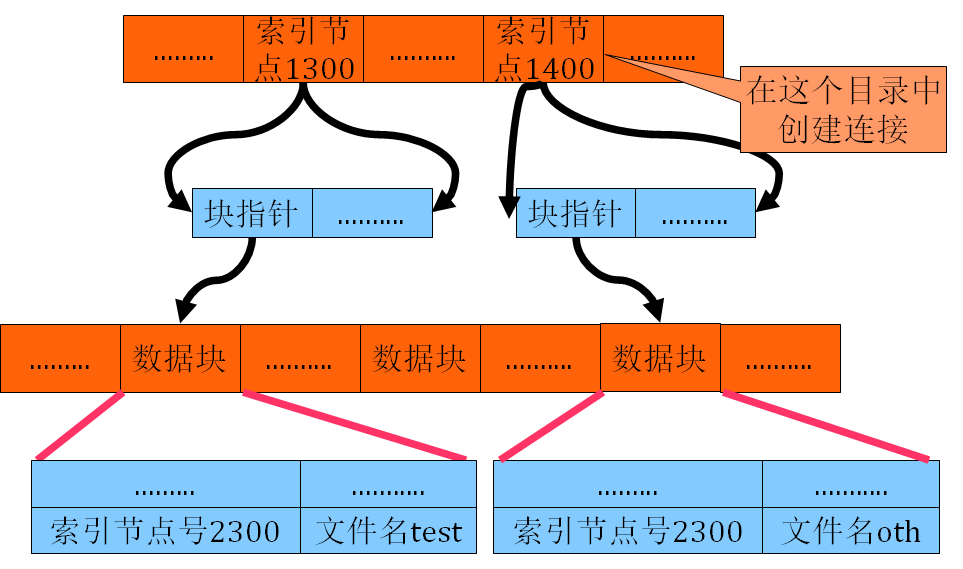 ......... 索引节点1300 .......... 索引节点1400 ..........
在这个目录中
创建连接
块指针 .......... 块指针 ..........
......... 数据块 .......... 数据块 .......... 数据块 ..........
......... ........... ......... ...........
索引节点号2300 文件名test 索引节点号2300 文件名oth